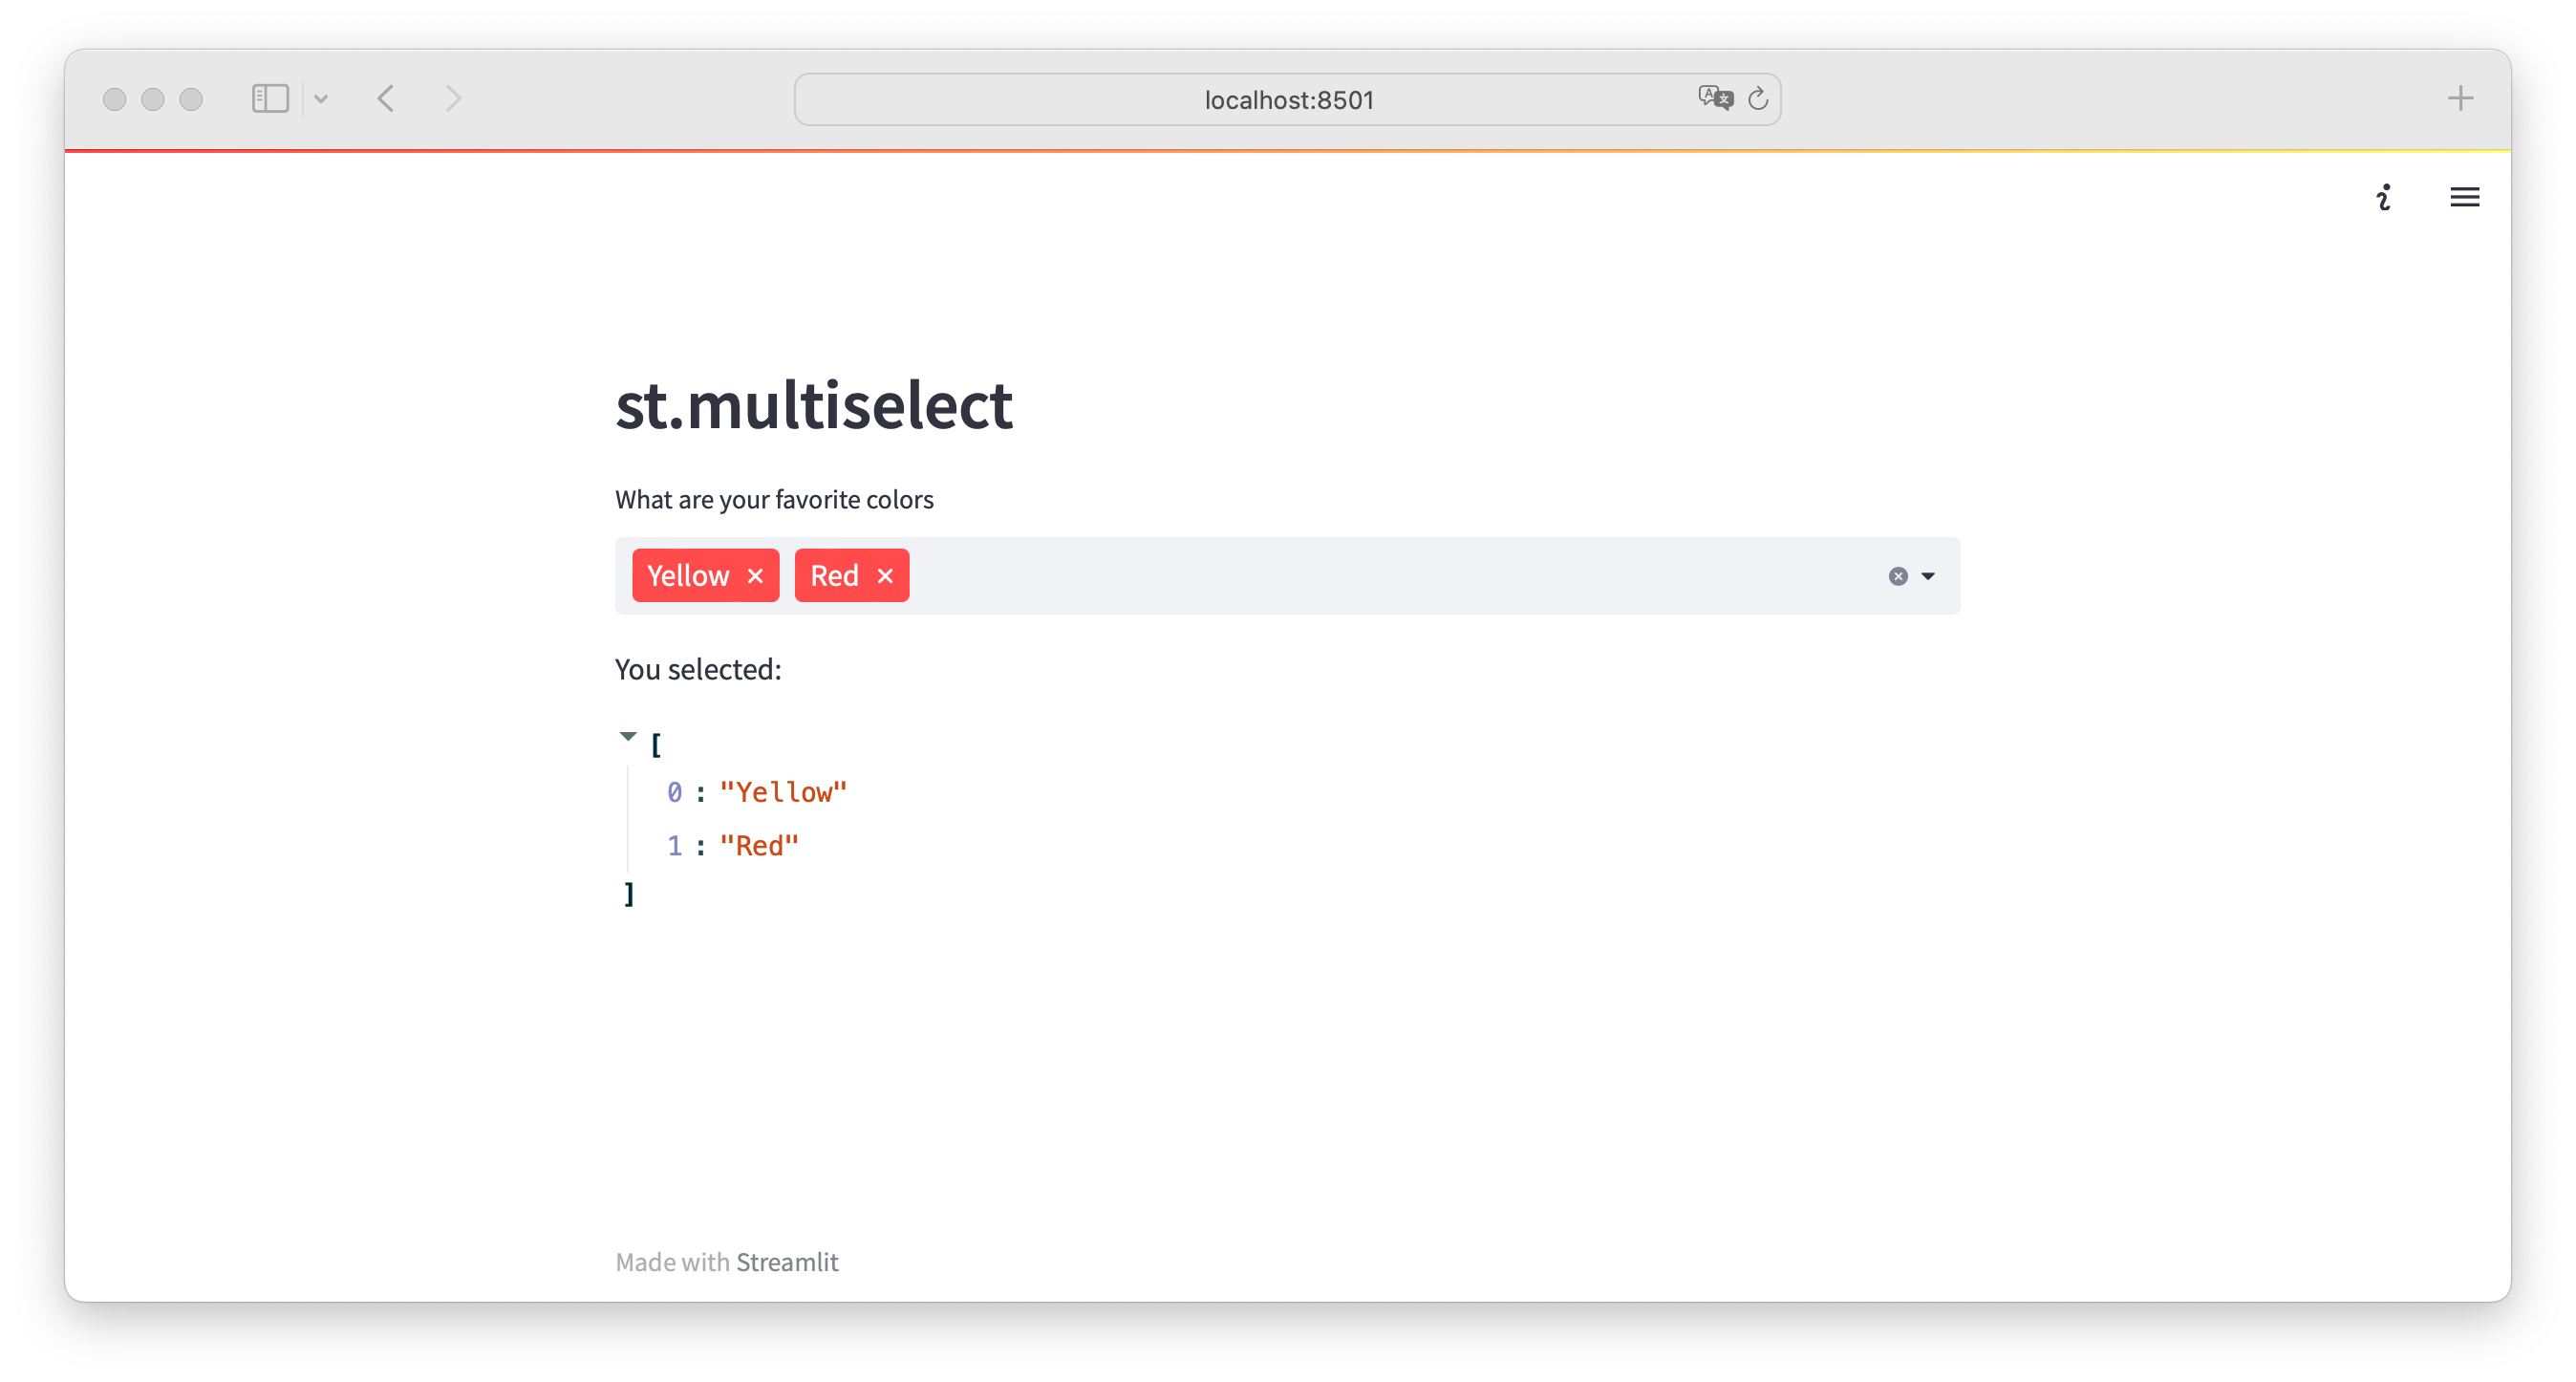 localhost:8501
st.multiselect
What are your favorite colors
Yellow Red
You selected:
[
0 : "Yellow"
1 : "Red"
]
Made with Streamlit